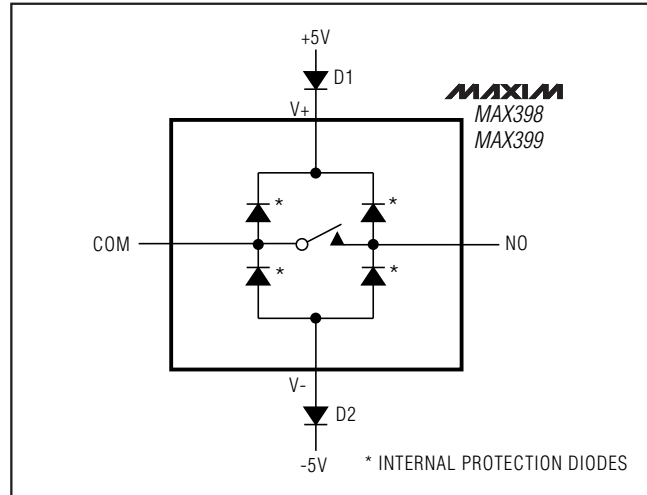 +5V
D1
MAXIM
V+
MAX398
MAX399
*
*
COM
NO
*
*
V-
D2
-5V
* INTERNAL PROTECTION DIODES